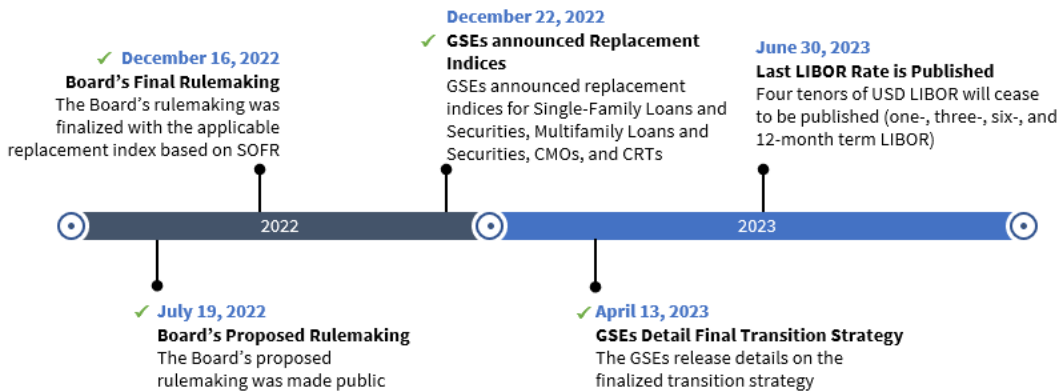 ✓ December 16, 2022
Board's Final Rulemaking
The Board's rulemaking was
finalized with the applicable
replacement index based on SOFR
December 22, 2022
✓ GSEs announced Replacement
Indices
GSEs announced replacement
indices for Single-Family Loans and
Securities, Multifamily Loans and
Securities, CMOs, and CRTs
June 30, 2023
Last LIBOR Rate is Published
Four tenors of USD LIBOR will cease
to be published (one-, three-, six-, and
12-month term LIBOR)
2022
2023
✓ July 19, 2022
Board's Proposed Rulemaking
The Board's proposed
rulemaking was made public
✓ April 13, 2023
GSEs Detail Final Transition Strategy
The GSEs release details on the
finalized transition strategy